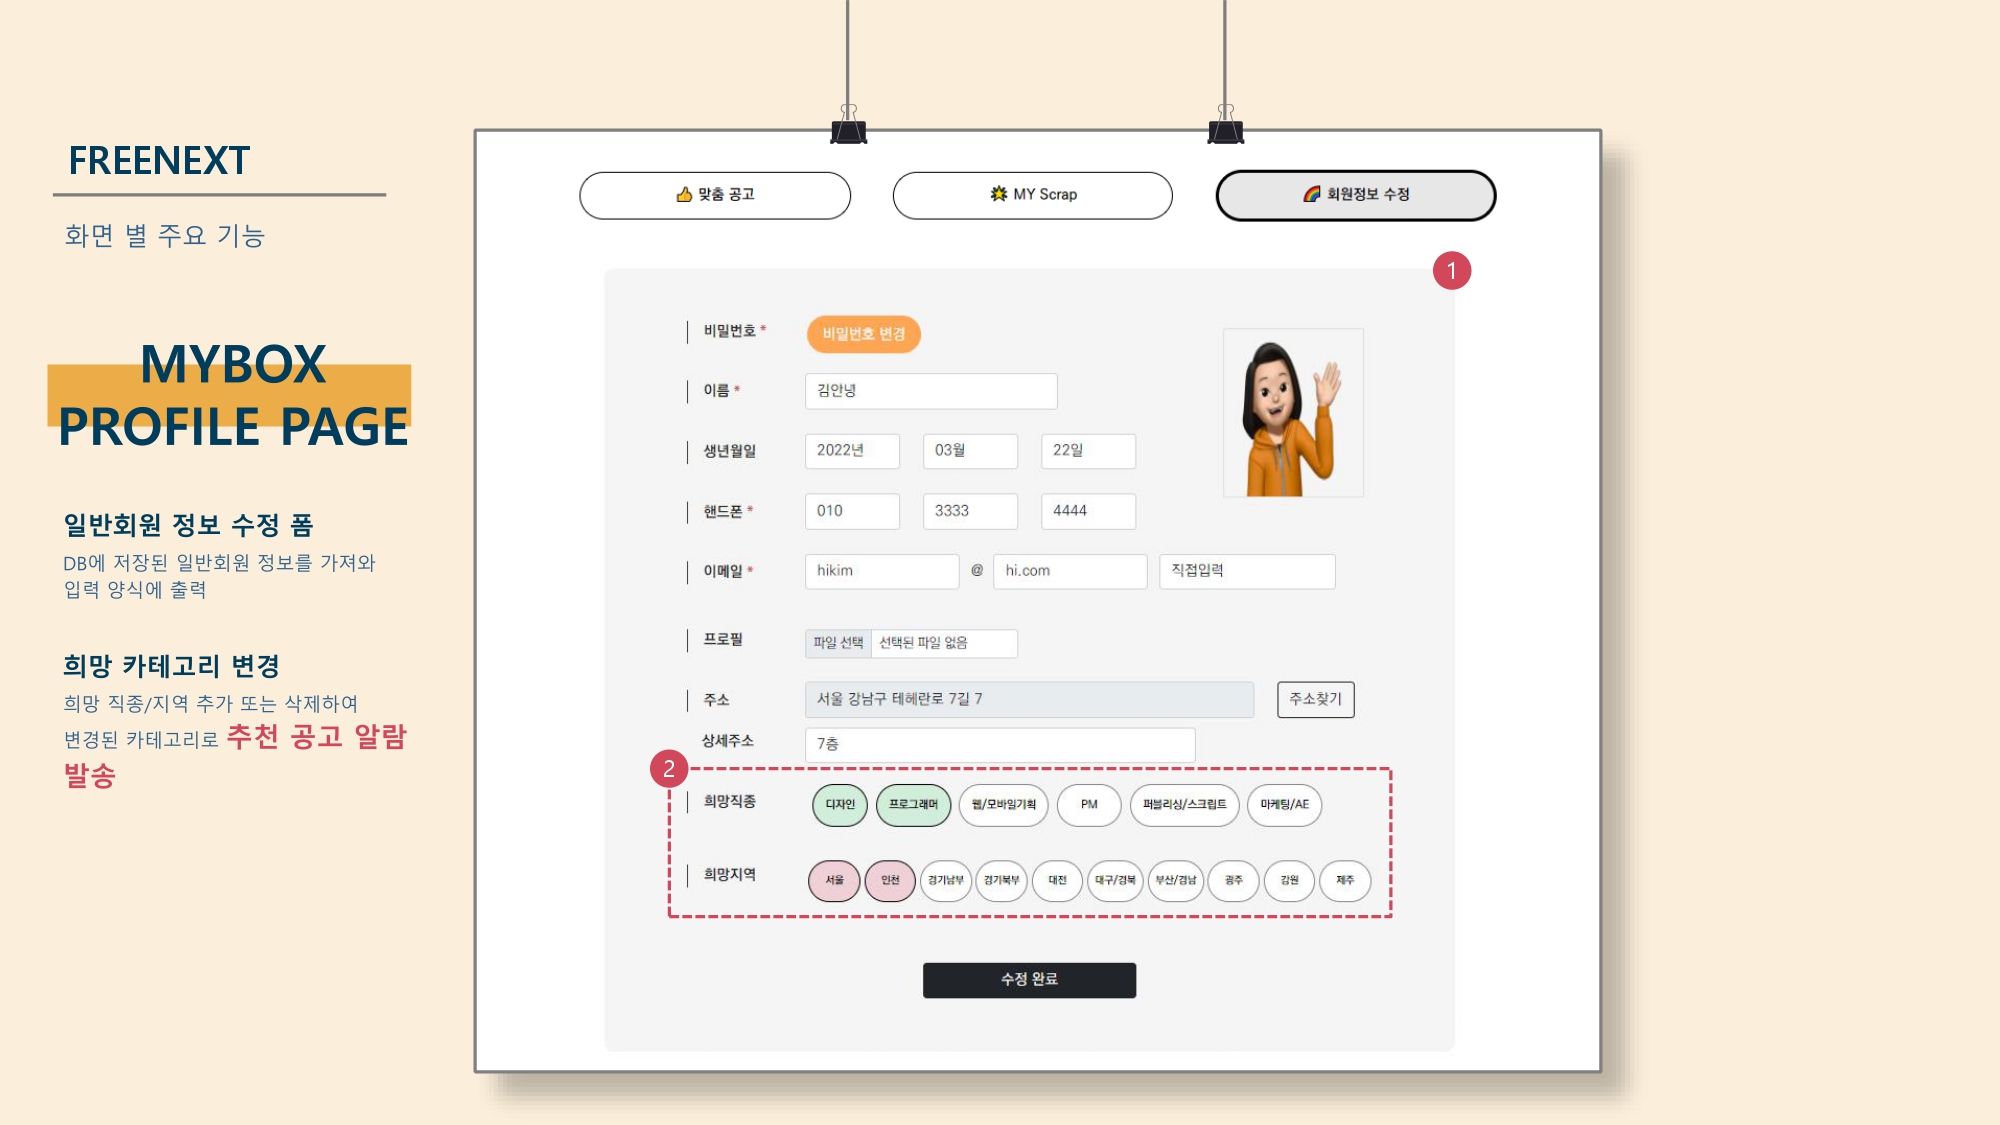 FREENEXT
화면 별 주요 기능
MYBOX
PROFILE PAGE
일반회원 정보 수정 폼
DB에 저장된 일반회원 정보를 가져와
입력 양식에 출력
희망 카테고리 변경
희망 직종/지역 추가 또는 삭제하여
변경된 카테고리로 추천 공고 알람
발송
👍 맞춤 공고 🌟 MY Scrap 🌈 회원정보 수정
1
비밀번호 * 비밀번호 변경
이름 * 김안녕
생년월일 2022년 03월 22일
핸드폰 * 010 3333 4444
이메일 * hikim @ hi.com 직접입력
프로필 파일 선택 선택된 파일 없음
주소 서울 강남구 테헤란로 7길 7 주소찾기
상세주소 7층
2
희망직종 디자인 프로그래머 웹/모바일기획 PM 퍼블리싱/스크립트 마케팅/AE
희망지역 서울 인천 경기남부 경기북부 대전 대구/경북 부산/경남 광주 강원 제주
수정 완료